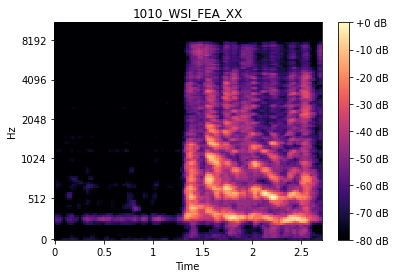 1010_WSI_FEA_XX
+0 dB
8192
-10 dB
4096
-20 dB
-30 dB
2048
Hz
-40 dB
1024
-50 dB
512
-60 dB
-70 dB
0
-80 dB
0 0.5 1 1.5 2 2.5
Time